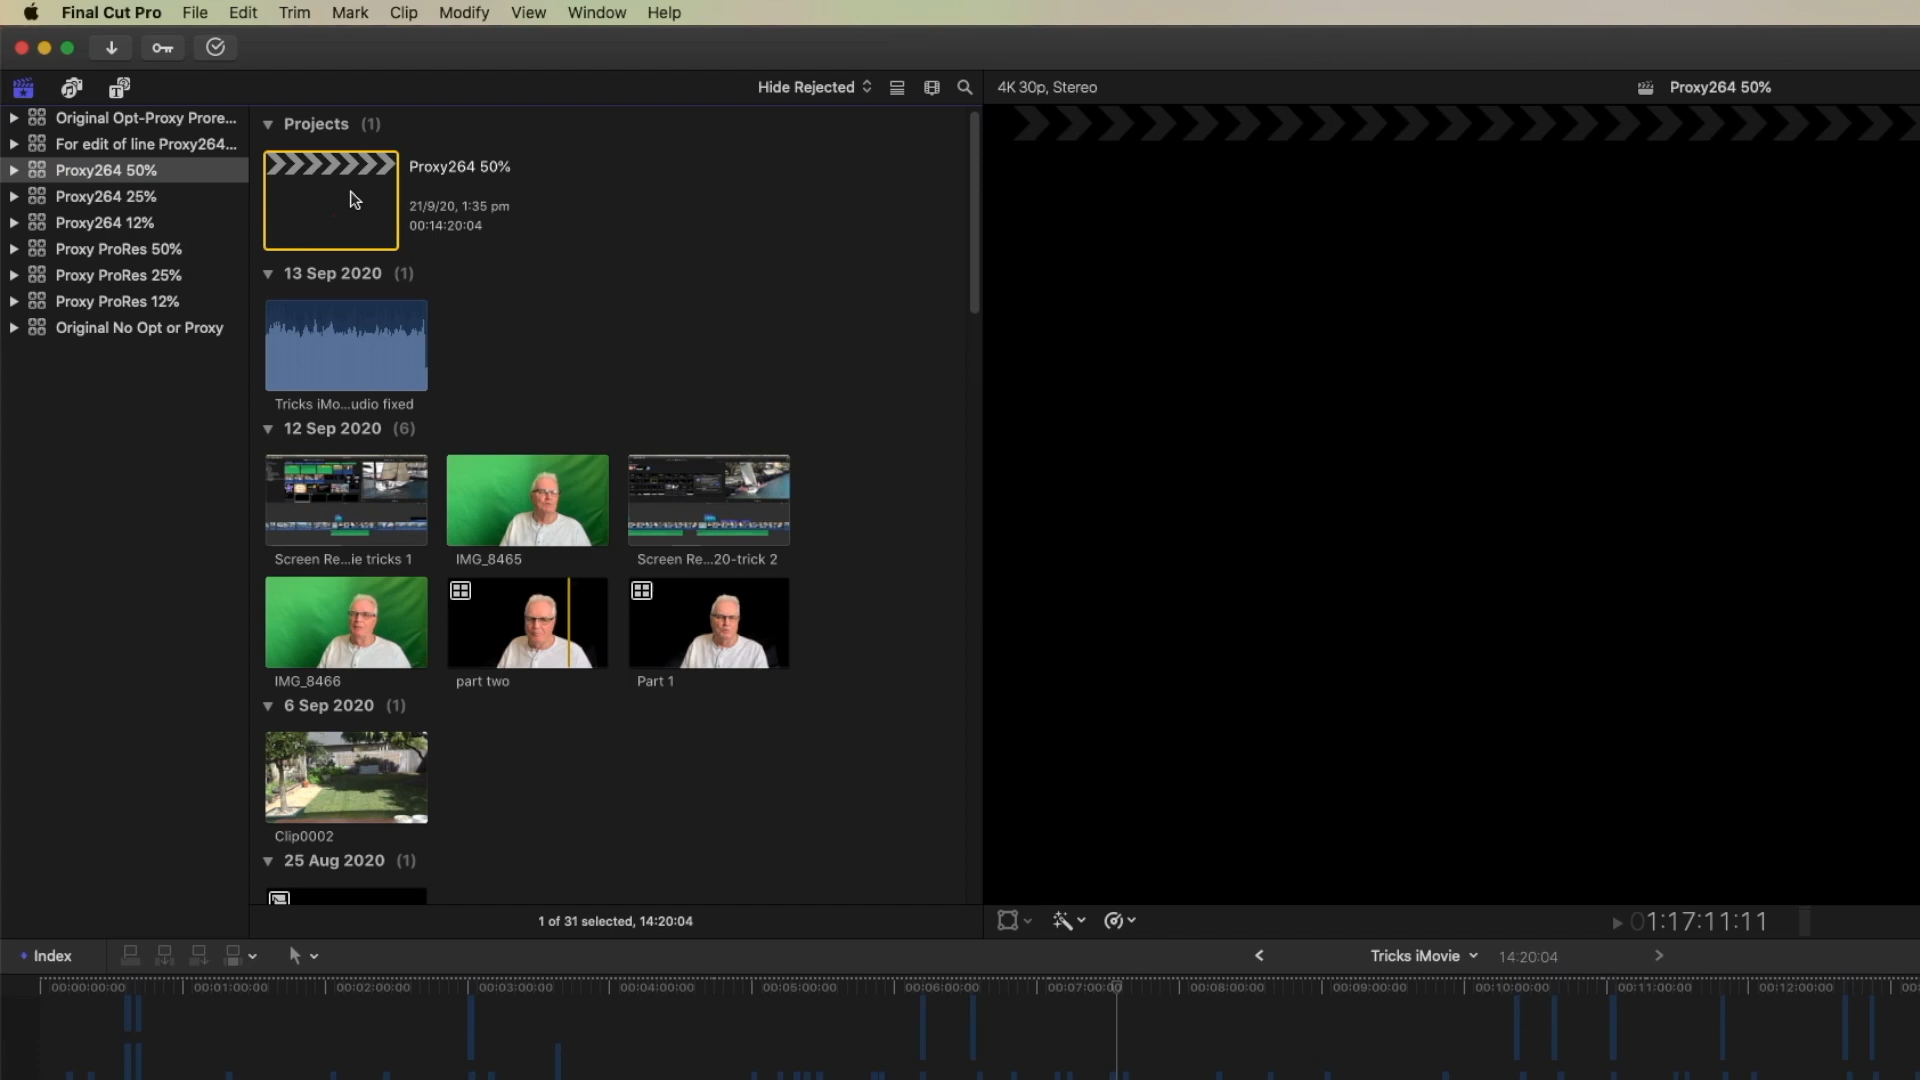 Final Cut Pro File Edit Trim Mark Clip Modify View Window Help
Hide Rejected
4K 30p, Stereo
Proxy264 50%
Original Opt-Proxy Prore...
For edit of line Proxy264...
Proxy264 50%
Proxy264 25%
Proxy264 12%
Proxy ProRes 50%
Proxy ProRes 25%
Proxy ProRes 12%
Original No Opt or Proxy
Projects (1)
Proxy264 50%
21/9/20, 1:35 pm
00:14:20:04
13 Sep 2020 (1)
Tricks iMo...udio fixed
12 Sep 2020 (6)
Screen Re...ie tricks 1
IMG_8465
Screen Re...20-trick 2
IMG_8466
part two
Part 1
6 Sep 2020 (1)
Clip0002
25 Aug 2020 (1)
1 of 31 selected, 14:20:04
01:17:11:11
Index
Tricks iMovie
14:20:04
00:00:00:00 00:01:00:00 00:02:00:00 00:03:00:00 00:04:00:00 00:05:00:00 00:06:00:00 00:07:00:00 00:08:00:00 00:09:00:00 00:10:00:00 00:11:00:00 00:12:00:00